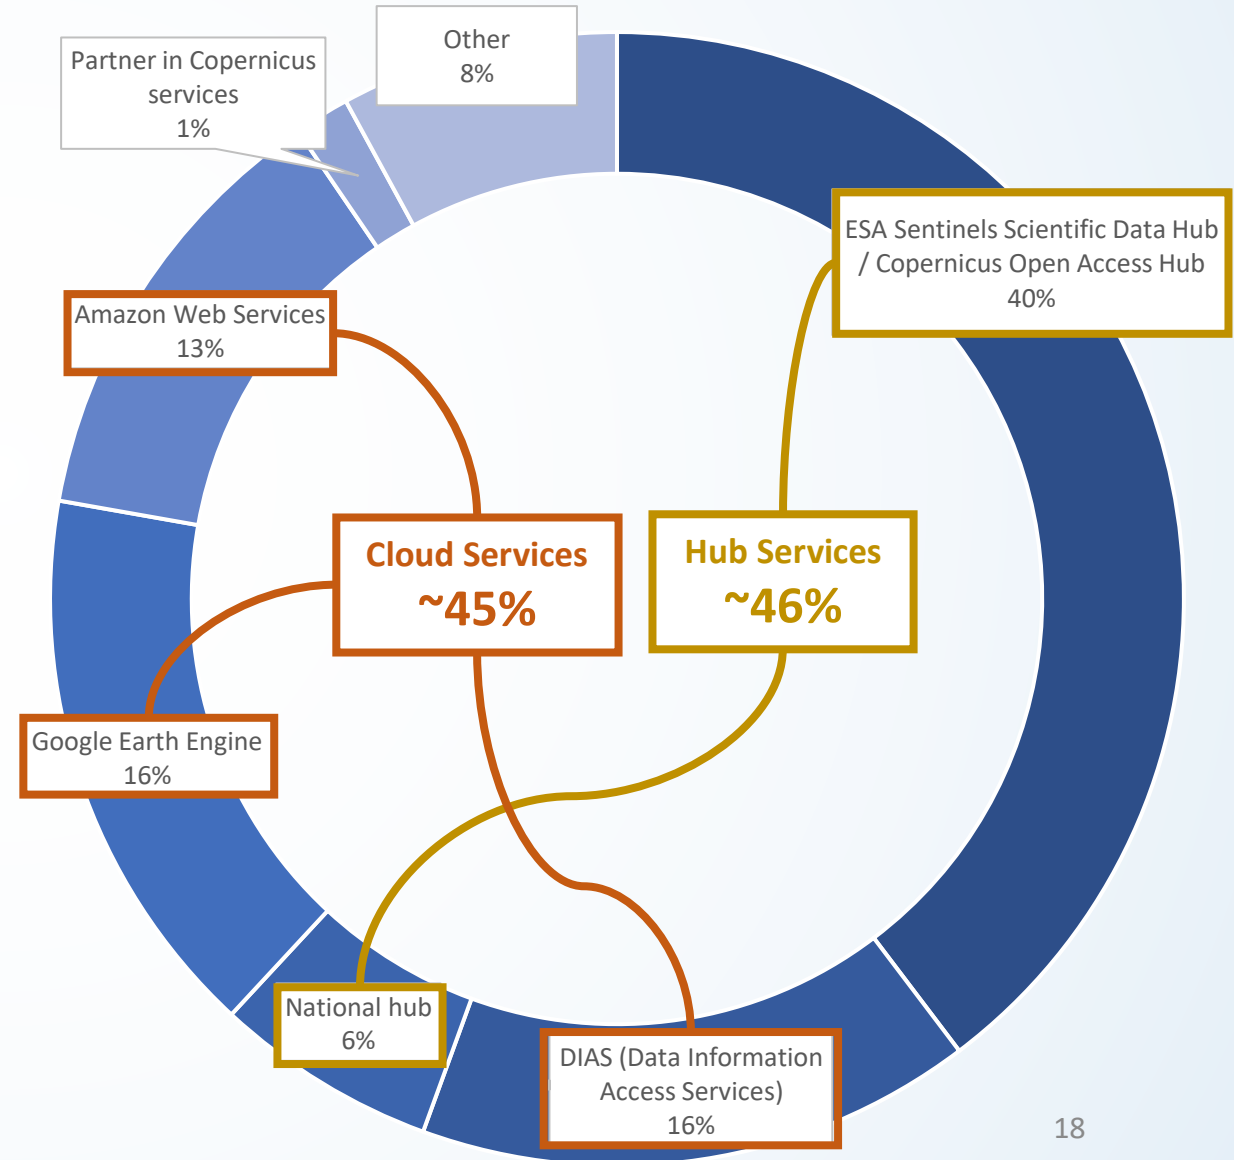 Other
8%
Partner in Copernicus
services
1%
ESA Sentinels Scientific Data Hub
/ Copernicus Open Access Hub
40%
Amazon Web Services
13%
Cloud Services
~45%
Hub Services
~46%
Google Earth Engine
16%
National hub
6%
DIAS (Data Information
Access Services)
16%
18